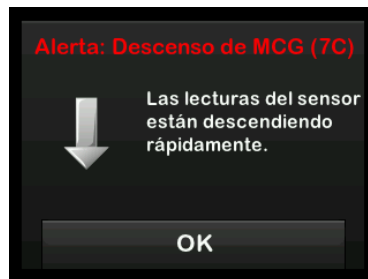 Alerta: Descenso de MCG (7C)
Las lecturas del sensor
están descendiendo
rápidamente.
OK